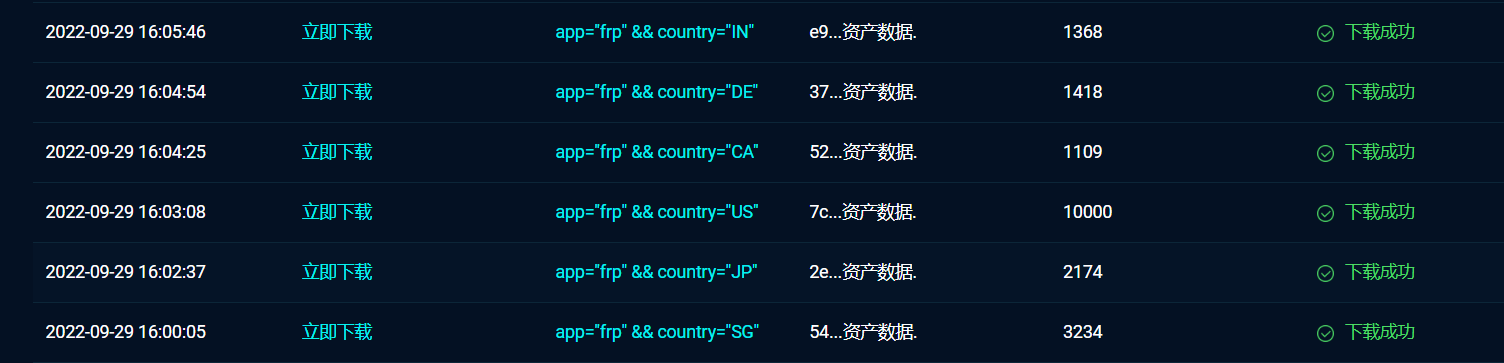 2022-09-29 16:05:46 立即下载 app="frp" && country="IN" e9...资产数据. 1368 下载成功
2022-09-29 16:04:54 立即下载 app="frp" && country="DE" 37...资产数据. 1418 下载成功
2022-09-29 16:04:25 立即下载 app="frp" && country="CA" 52...资产数据. 1109 下载成功
2022-09-29 16:03:08 立即下载 app="frp" && country="US" 7c...资产数据. 10000 下载成功
2022-09-29 16:02:37 立即下载 app="frp" && country="JP" 2e...资产数据. 2174 下载成功
2022-09-29 16:00:05 立即下载 app="frp" && country="SG" 54...资产数据. 3234 下载成功